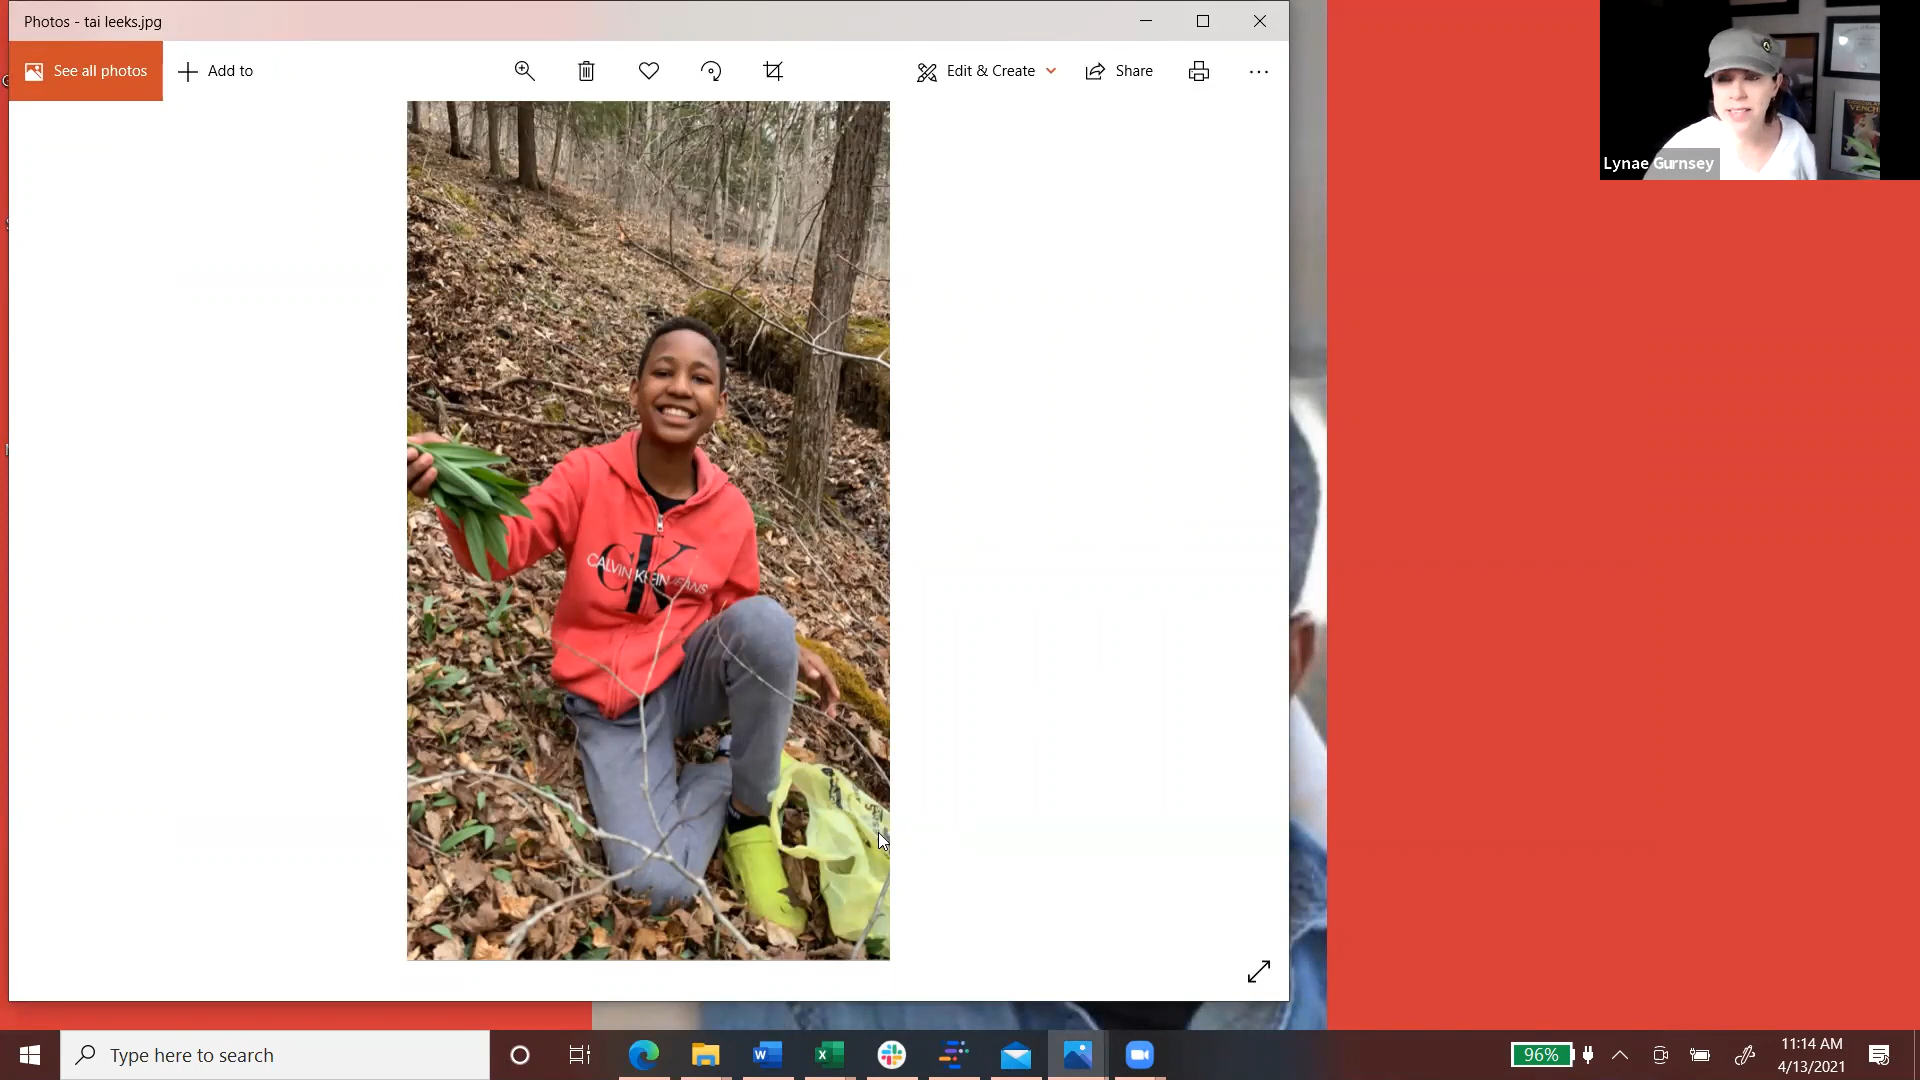 Photos - tai leeks.jpg
See all photos
Add to
Edit & Create
Share
Lynae Gurnsey
CK
CALVIN KLEIN JEANS
Type here to search
96%
11:14 AM
4/13/2021